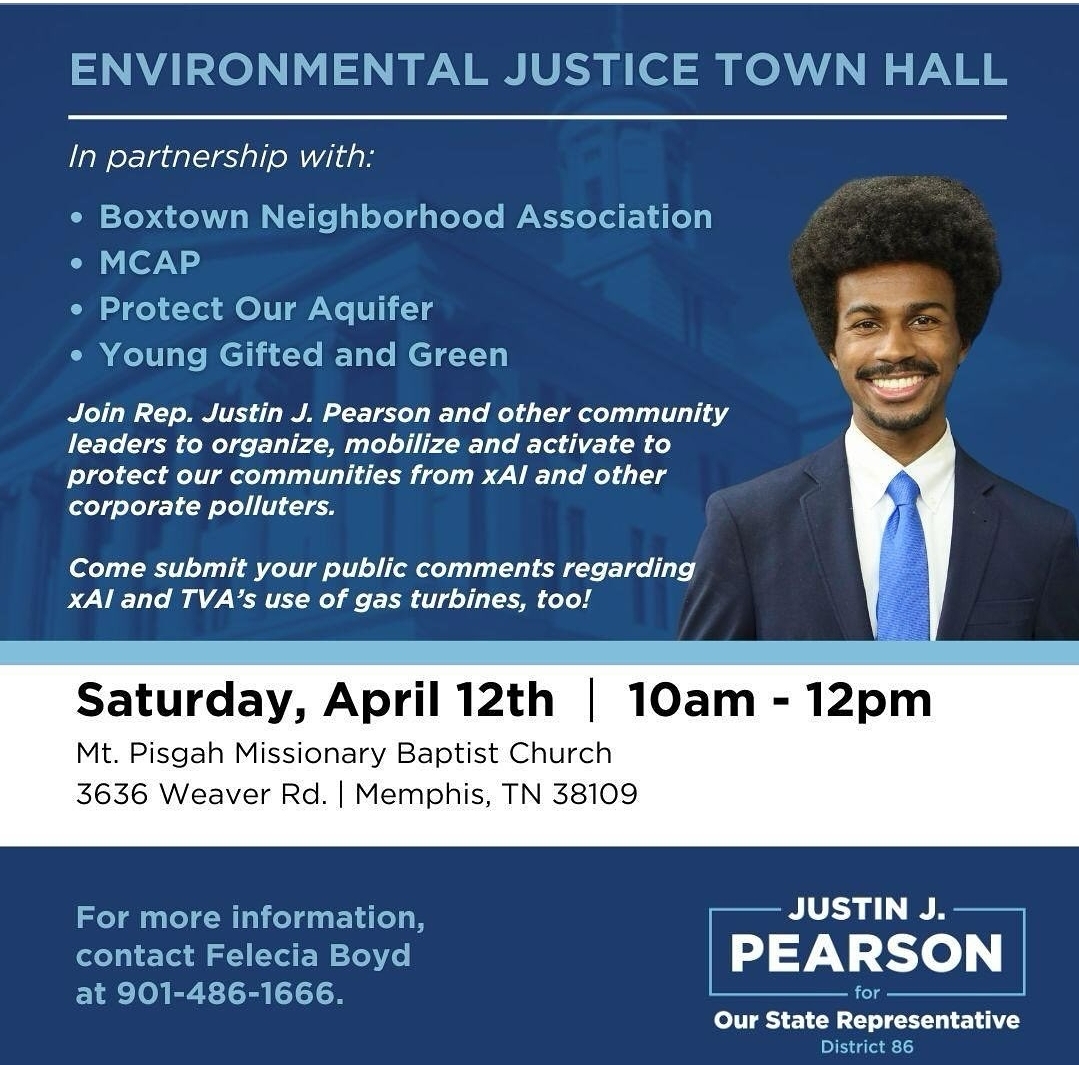 ENVIRONMENTAL JUSTICE TOWN HALL
In partnership with:
• Boxtown Neighborhood Association
• MCAP
• Protect Our Aquifer
• Young Gifted and Green
Join Rep. Justin J. Pearson and other community
leaders to organize, mobilize and activate to
protect our communities from xAI and other
corporate polluters.
Come submit your public comments regarding
xAI and TVA's use of gas turbines, too!
Saturday, April 12th | 10am - 12pm
Mt. Pisgah Missionary Baptist Church
3636 Weaver Rd. | Memphis, TN 38109
For more information,
contact Felecia Boyd
at 901-486-1666.
JUSTIN J.
PEARSON
for
Our State Representative
District 86